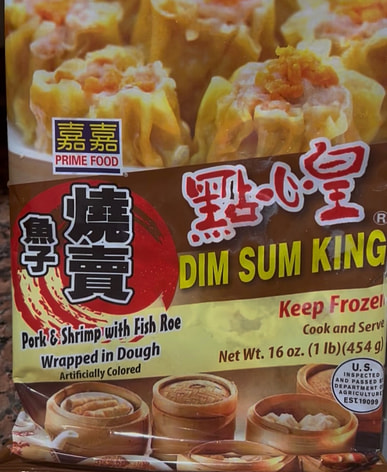 嘉嘉
PRIME FOOD
點心皇
®
DIM SUM KING
魚子
燒賣
Pork & Shrimp with Fish Roe
Wrapped in Dough
Artificially Colored
Keep Frozen
Cook and Serve
Net Wt. 16 oz. (1 lb)(454 g)
U.S.
INSPECTED
AND PASSED BY
DEPARTMENT OF
AGRICULTURE
EST.19099